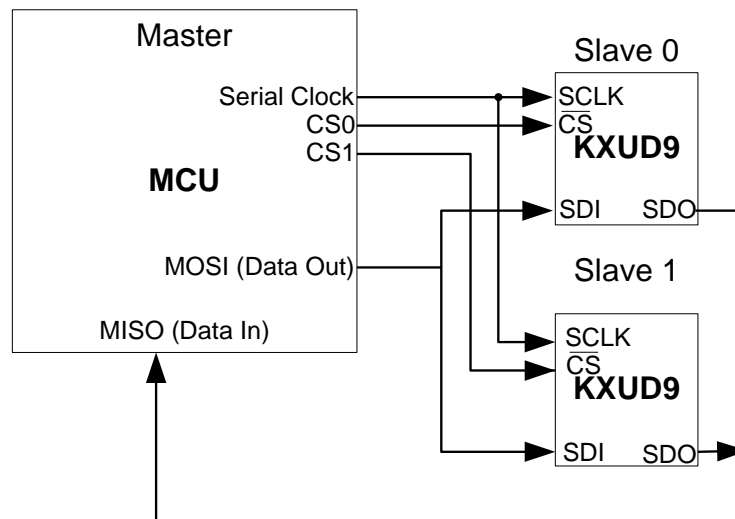 Master
Serial Clock
CS0
CS1
MCU
MOSI (Data Out)
MISO (Data In)
Slave 0
SCLK
CS
KXUD9
SDI SDO
Slave 1
SCLK
CS
KXUD9
SDI SDO